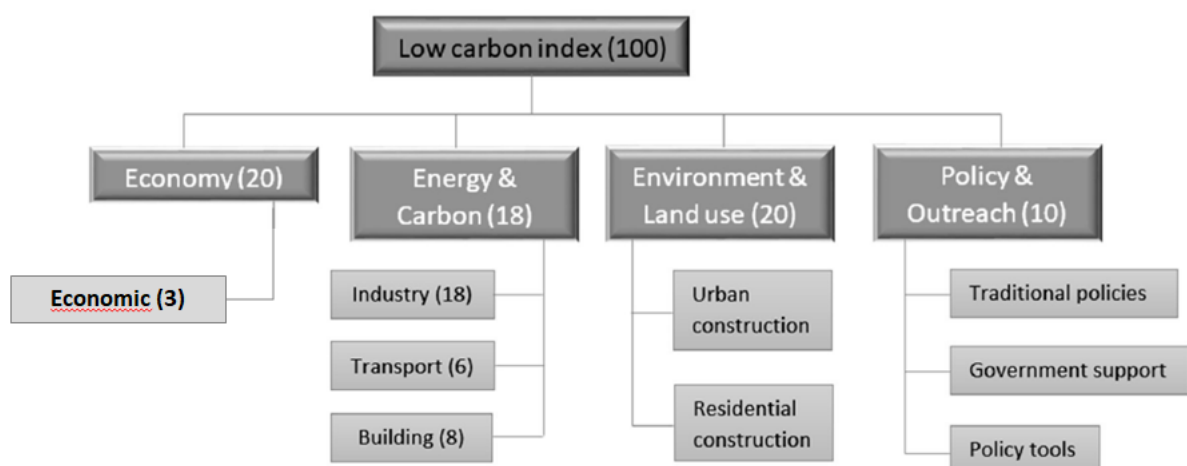 Low carbon index (100)
Economy (20)
Energy &
Carbon (18)
Environment &
Land use (20)
Policy &
Outreach (10)
Economic (3)
Industry (18)
Transport (6)
Building (8)
Urban
construction
Residential
construction
Traditional policies
Government support
Policy tools